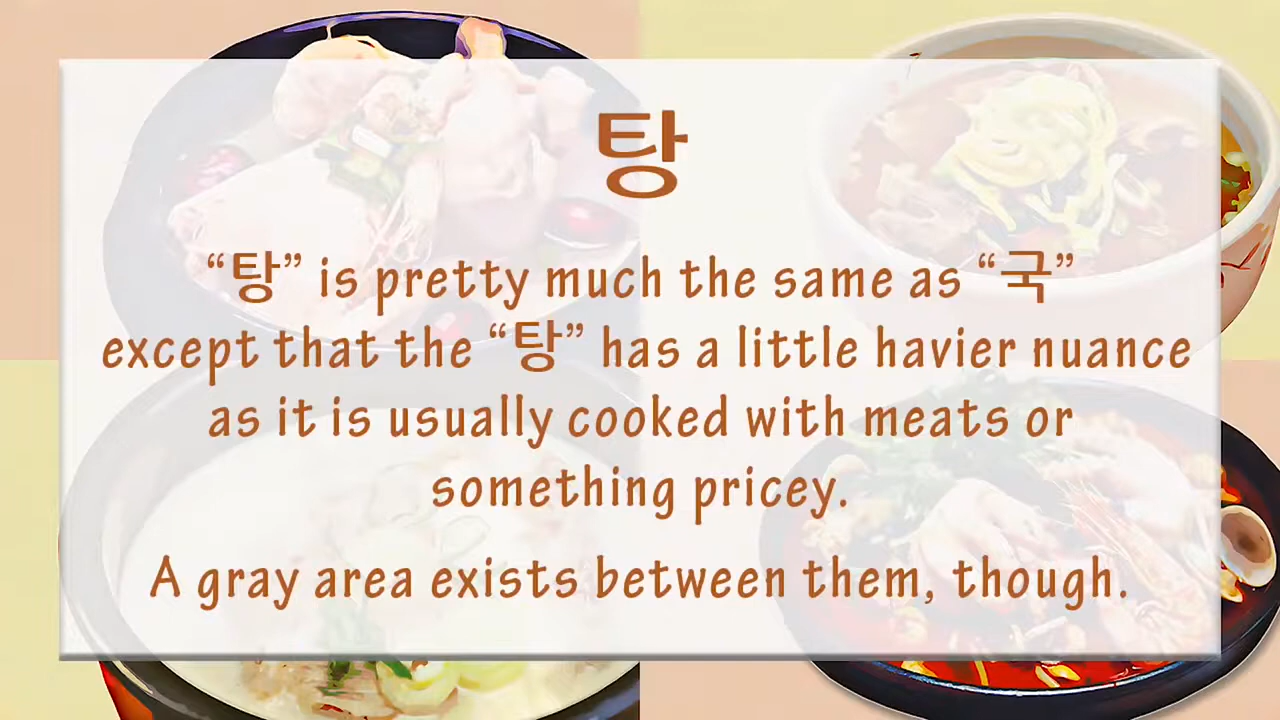 탕
“탕” is pretty much the same as “국”
except that the “탕” has a little havier nuance
as it is usually cooked with meats or
something pricey.
A gray area exists between them, though.